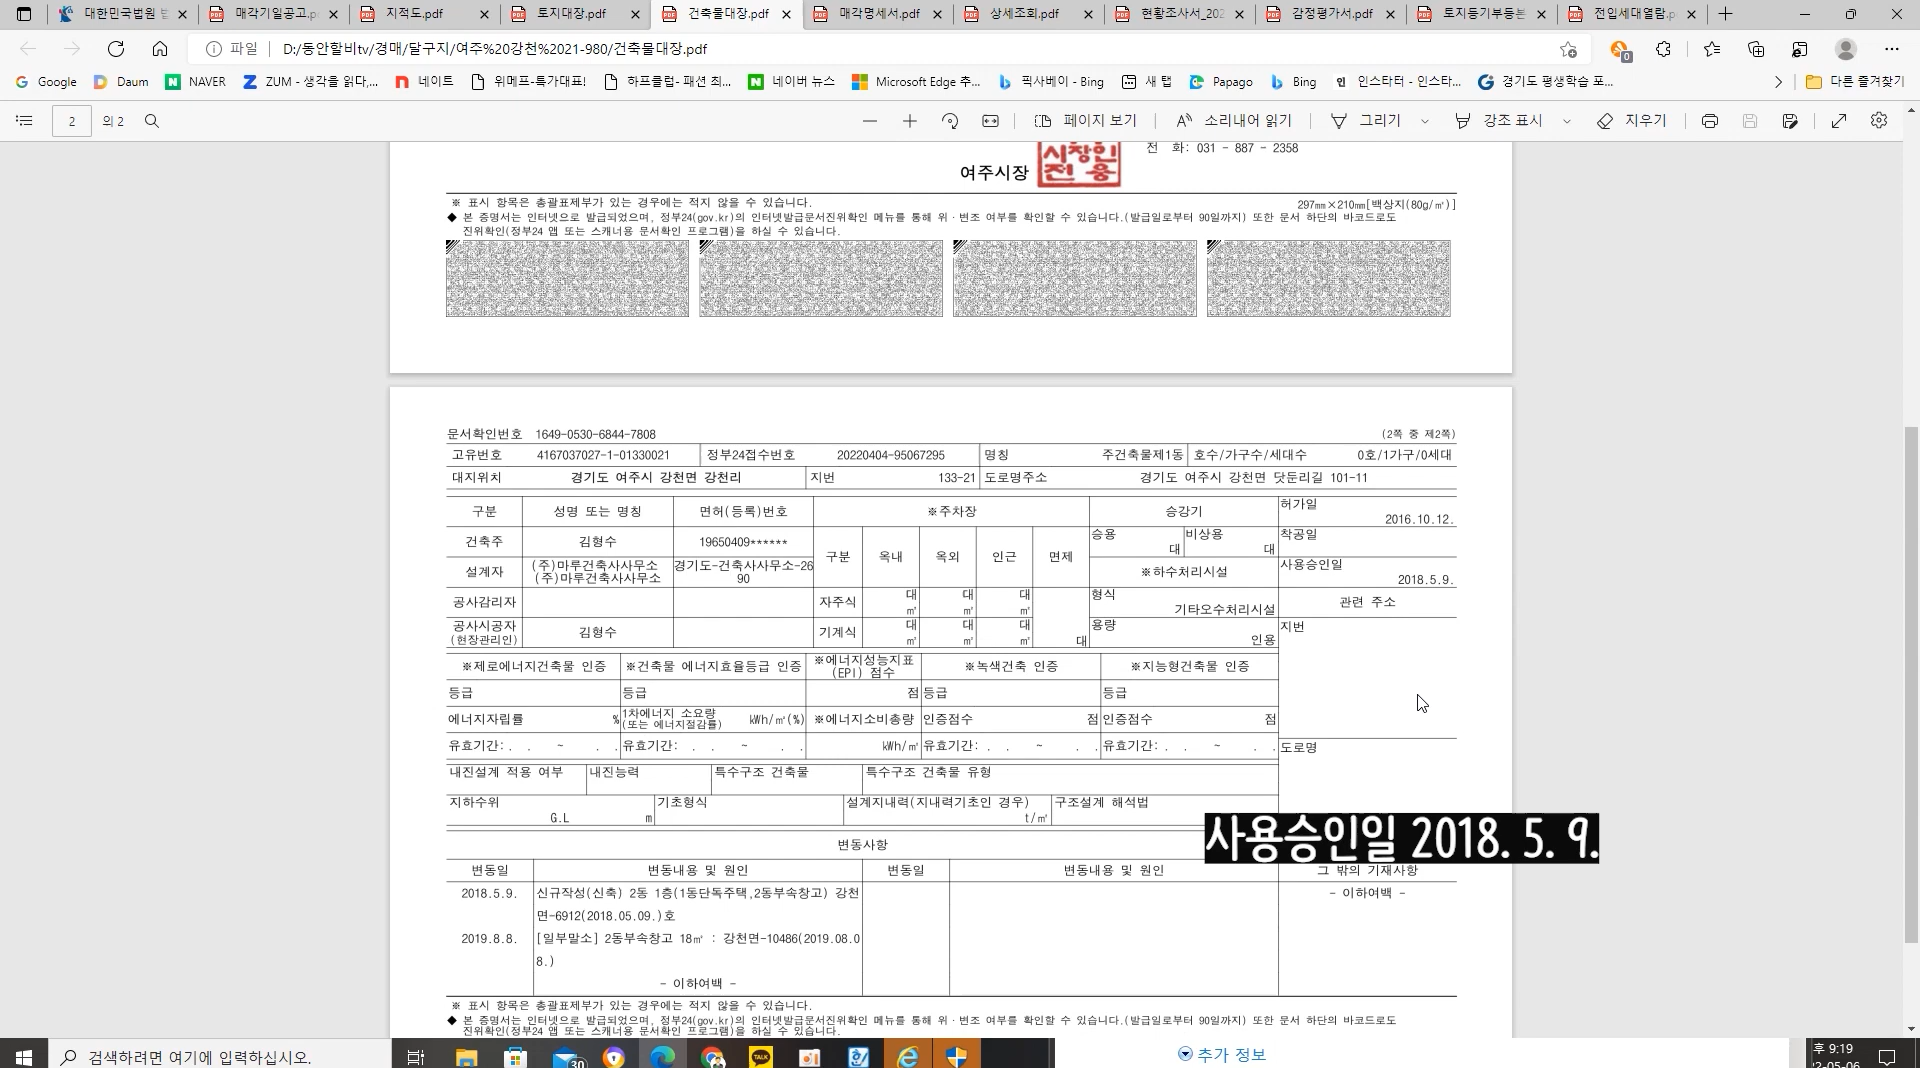 대한민국법원 법
매각기일공고.p
지적도.pdf
토지대장.pdf
건축물대장.pdf
매각명세서.pdf
상세조회.pdf
현황조사서_202
감정평가서.pdf
토지등기부등본
전입세대열람.p
파일 D:/동안할비tv/경매/달구지/여주%20강천%2021-980/건축물대장.pdf
Google Daum NAVER ZUM - 생각을 읽다,... 네이트 위메프-특가대표! 하프클럽- 패션 최... 네이버 뉴스 Microsoft Edge 추... 픽사베이 - Bing 새 탭 Papago Bing 인스타터 - 인스타... 경기도 평생학습 포... 다른 즐겨찾기
2 의 2 페이지 보기 소리내어 읽기 그리기 강조 표시 지우기
전 화: 031 - 887 - 2358
여주시장
※ 표시 항목은 총괄표제부가 있는 경우에는 적지 않을 수 있습니다.
297㎜×210㎜[백상지(80g/㎡)]
◆ 본 증명서는 인터넷으로 발급되었으며, 정부24(gov.kr)의 인터넷발급문서진위확인 메뉴를 통해 위·변조 여부를 확인할 수 있습니다.(발급일로부터 90일까지) 또한 문서 하단의 바코드로도
진위확인(정부24 앱 또는 스캐너용 문서확인 프로그램)을 하실 수 있습니다.
문서확인번호 1649-0530-6844-7808 (2쪽 중 제2쪽)
고유번호 4167037027-1-01330021 정부24접수번호 20220404-95067295 명칭 주건축물제1동 호수/가구수/세대수 0호/1가구/0세대
대지위치 경기도 여주시 강천면 강천리 지번 133-21 도로명주소 경기도 여주시 강천면 닷둔리길 101-11
구분 성명 또는 명칭 면허(등록)번호 ※주차장 승강기 허가일 2016.10.12.
건축주 김형수 19650409****** 구분 옥내 옥외 인근 면제 승용 대 비상용 대 착공일
설계자 (주)마루건축사사무소 (주)마루건축사사무소 경기도-건축사사무소-2690 ※하수처리시설 사용승인일 2018.5.9.
공사감리자 자주식 대 ㎡ 대 ㎡ 대 ㎡ 형식 기타오수처리시설 관련 주소
공사시공자 (현장관리인) 김형수 기계식 대 ㎡ 대 ㎡ 대 ㎡ 대 용량 인용 지번
※제로에너지건축물 인증 ※건축물 에너지효율등급 인증 ※에너지성능지표 (EPI) 점수 ※녹색건축 인증 ※지능형건축물 인증
등급 등급 점 등급 등급
에너지자립률 % 1차에너지 소요량 (또는 에너지절감률) kWh/㎡(%) ※에너지소비총량 인증점수 점 인증점수 점
유효기간: . . ~ . . 유효기간: . . ~ . . kWh/㎡ 유효기간: . . ~ . . 유효기간: . . ~ . . 도로명
내진설계 적용 여부 내진능력 특수구조 건축물 특수구조 건축물 유형
지하수위 G.L m 기초형식 설계지내력(지내력기초인 경우) t/㎡ 구조설계 해석법
사용승인일 2018. 5. 9.
변동사항
변동일 변동내용 및 원인 변동일 변동내용 및 원인 그 밖의 기재사항
2018.5.9. 신규작성(신축) 2동 1층(1동단독주택,2동부속창고) 강천 - 이하여백 -
면-6912(2018.05.09.)호
2019.8.8. [일부말소] 2동부속창고 18㎡ : 강천면-10486(2019.08.0
8.)
- 이하여백 -
※ 표시 항목은 총괄표제부가 있는 경우에는 적지 않을 수 있습니다.
◆ 본 증명서는 인터넷으로 발급되었으며, 정부24(gov.kr)의 인터넷발급문서진위확인 메뉴를 통해 위·변조 여부를 확인할 수 있습니다.(발급일로부터 90일까지) 또한 문서 하단의 바코드로도
진위확인(정부24 앱 또는 스캐너용 문서확인 프로그램)을 하실 수 있습니다.
검색하려면 여기에 입력하십시오.
30
TALK
추가 정보
후 9:19